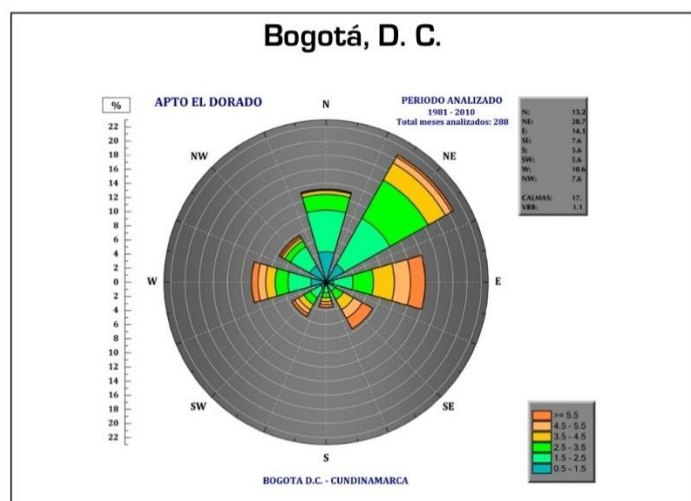 Bogotá, D. C.
%
APTO EL DORADO
N
PERIODO ANALIZADO
1981 - 2010
Total meses analizados: 288
N: 13.2
NE: 20.7
E: 14.1
SE: 7.6
S: 3.6
SW: 5.6
W: 10.6
NW: 7.6
CALMAS: 17.
VRB: 1.1
22
20
18
16
14
12
10
8
6
4
2
0
2
4
6
8
10
12
14
16
18
20
22
NW
NE
W
E
SW
SE
S
>= 5.5
4.5 - 5.5
3.5 - 4.5
2.5 - 3.5
1.5 - 2.5
0.5 - 1.5
BOGOTA D.C. - CUNDINAMARCA